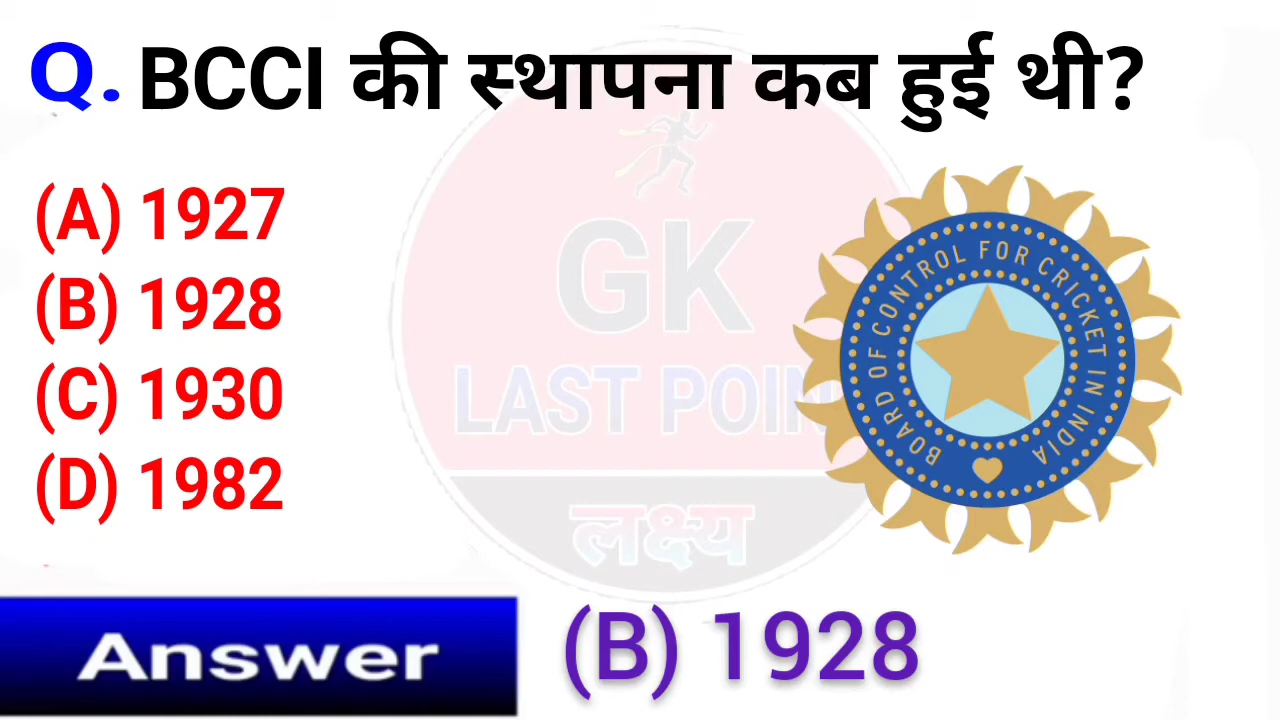 Q. BCCI की स्थापना कब हुई थी?
(A) 1927
(B) 1928
(C) 1930
(D) 1982
GK
LAST POIN
लक्ष्य
BOARD OF CONTROL FOR CRICKET IN INDIA
Answer
(B) 1928